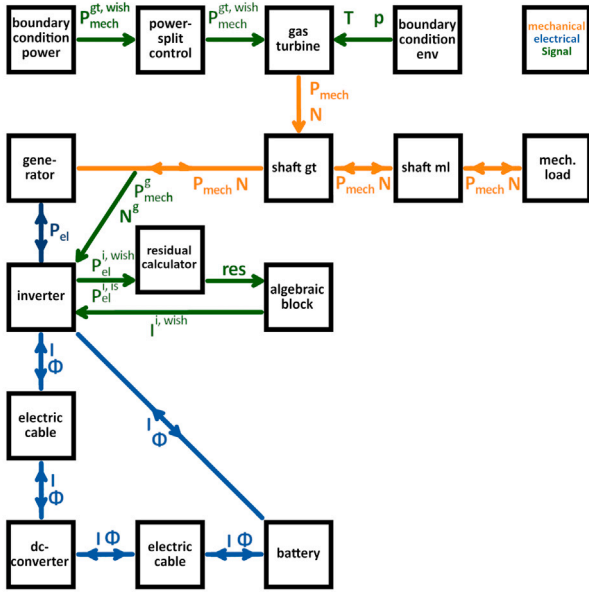 boundary
condition
power
P gt, wish
mech
power-
split
control
P gt, wish
mech
gas
turbine
T p
boundary
condition
env
mechanical
electrical
Signal
P mech
N
gene-
rator
P mech N
shaft gt
P mech N
shaft ml
P mech N
mech.
load
P g
mech
N g
P el
inverter
P i, wish
el
P i, is
el
residual
calculator
res
algebraic
block
I i, wish
I
Φ
I
Φ
electric
cable
I
Φ
dc-
converter
I Φ
electric
cable
I Φ
battery